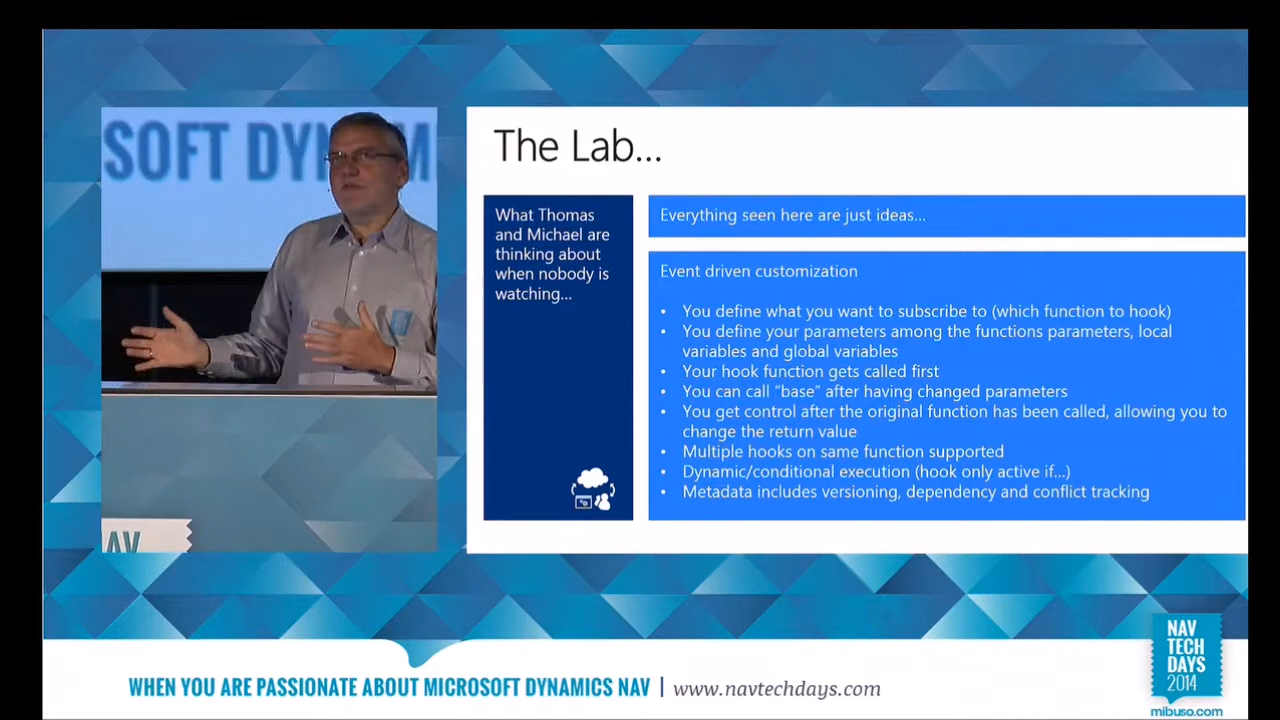 SOFT DYNAM
The Lab...
What Thomas
and Michael are
thinking about
when nobody is
watching...
Everything seen here are just ideas...
Event driven customization
• You define what you want to subscribe to (which function to hook)
• You define your parameters among the functions parameters, local
variables and global variables
• Your hook function gets called first
• You can call “base” after having changed parameters
• You get control after the original function has been called, allowing you to
change the return value
• Multiple hooks on same function supported
• Dynamic/conditional execution (hook only active if...)
• Metadata includes versioning, dependency and conflict tracking
AV
WHEN YOU ARE PASSIONATE ABOUT MICROSOFT DYNAMICS NAV | www.navtechdays.com
NAV
TECH
DAYS
2014
mibuso.com